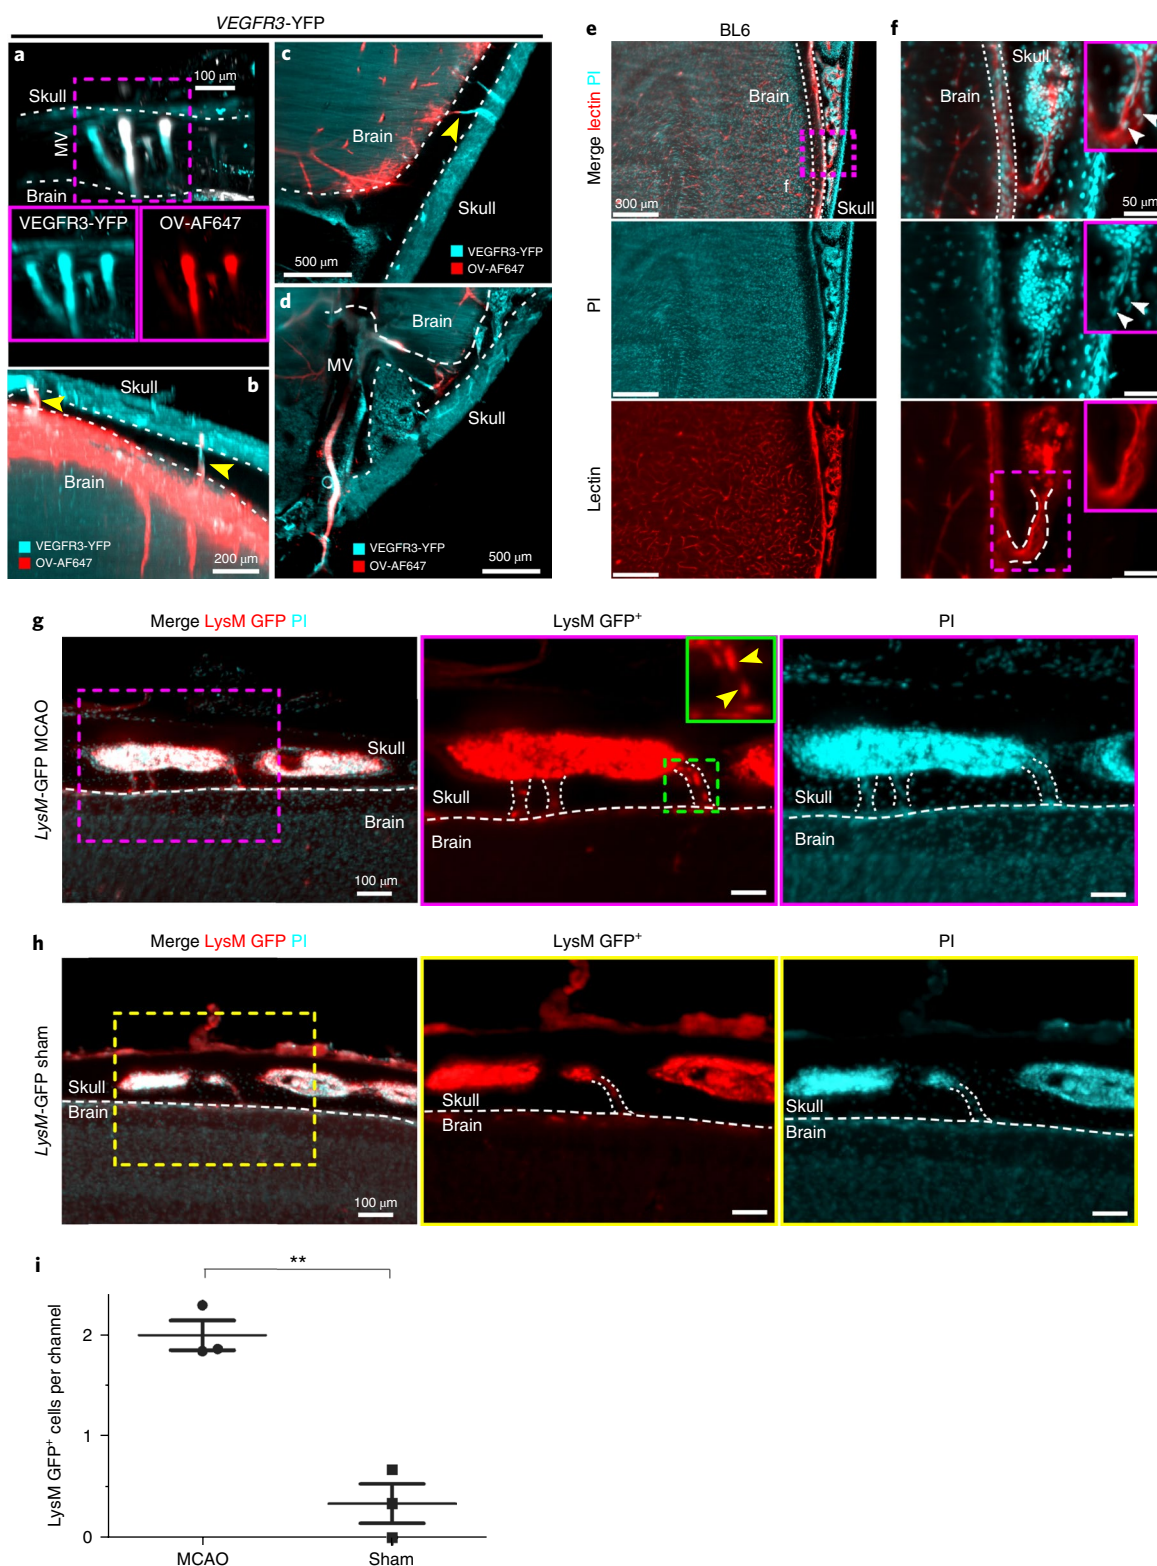 VEGFR3-YFP
a
100 μm
Skull
MV
Brain
VEGFR3-YFP
OV-AF647
b
Skull
Brain
VEGFR3-YFP
OV-AF647
200 μm
c
Brain
Skull
VEGFR3-YFP
OV-AF647
500 μm
d
Brain
MV
Skull
VEGFR3-YFP
OV-AF647
500 μm
e
BL6
Merge lectin PI
Brain
f
300 μm
Skull
PI
Lectin
f
Skull
Brain
50 μm
g
Merge LysM GFP PI
LysM GFP⁺
PI
LysM-GFP MCAO
Skull
Brain
100 μm
Skull
Brain
Skull
Brain
h
Merge LysM GFP PI
LysM GFP⁺
PI
LysM-GFP sham
Skull
Brain
100 μm
Skull
Brain
Skull
Brain
i
**
LysM GFP⁺ cells per channel
2
1
0
MCAO
Sham